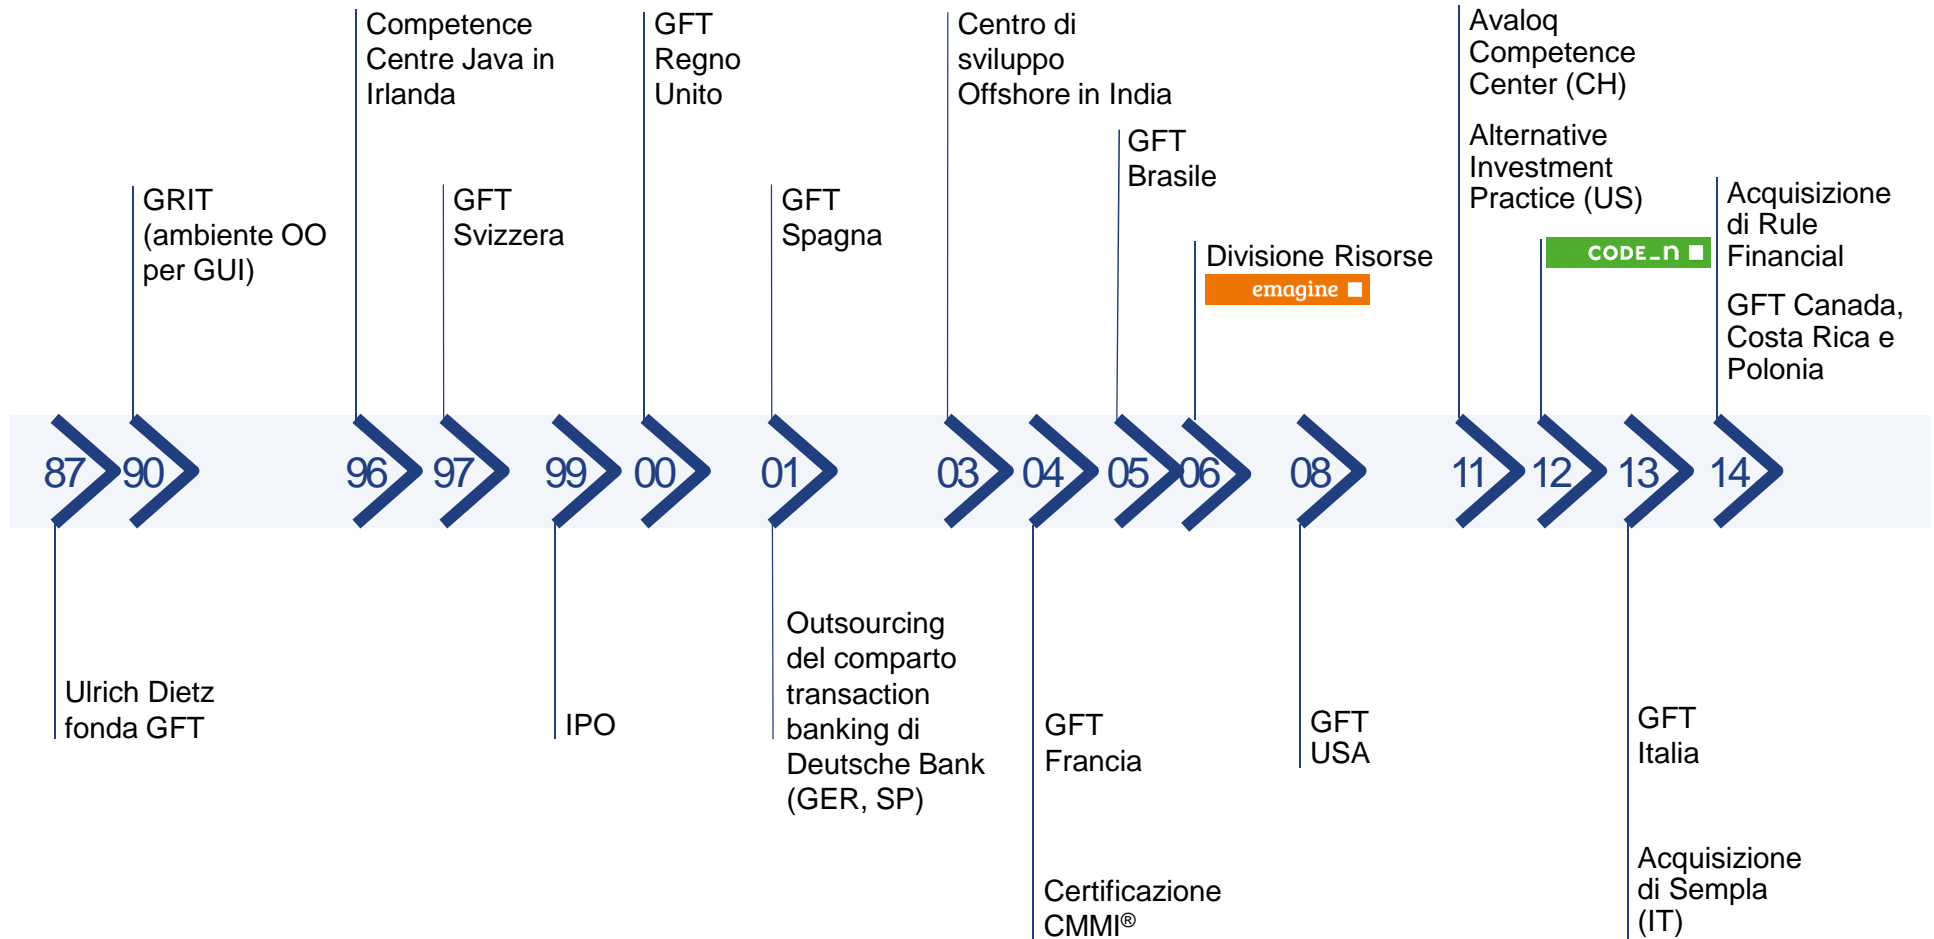 Competence
Centre Java in
Irlanda
GFT
Regno
Unito
Centro di
sviluppo
Offshore in India
Avaloq
Competence
Center (CH)
Alternative
Investment
Practice (US)
GRIT
(ambiente OO
per GUI)
GFT
Svizzera
GFT
Spagna
GFT
Brasile
Divisione Risorse
emagine
CODE_n
Acquisizione
di Rule
Financial
GFT Canada,
Costa Rica e
Polonia
87 90 96 97 99 00 01 03 04 05 06 08 11 12 13 14
Ulrich Dietz
fonda GFT
IPO
Outsourcing
del comparto
transaction
banking di
Deutsche Bank
(GER, SP)
GFT
Francia
Certificazione
CMMI®
GFT
USA
GFT
Italia
Acquisizione
di Sempla
(IT)